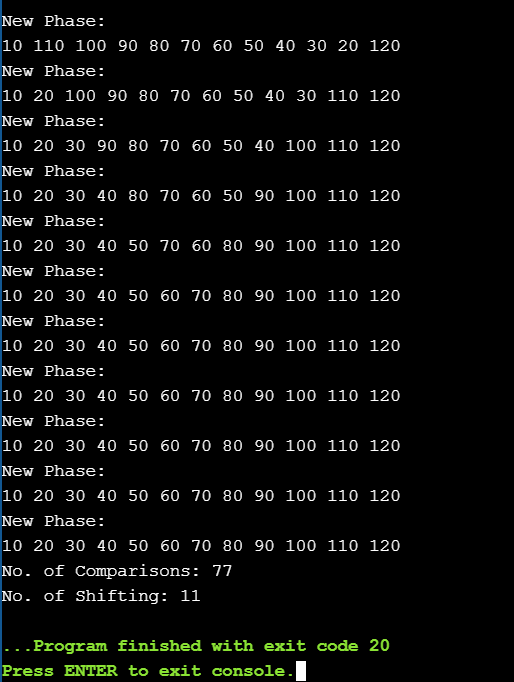 New Phase:
10 110 100 90 80 70 60 50 40 30 20 120
New Phase:
10 20 100 90 80 70 60 50 40 30 110 120
New Phase:
10 20 30 90 80 70 60 50 40 100 110 120
New Phase:
10 20 30 40 80 70 60 50 90 100 110 120
New Phase:
10 20 30 40 50 70 60 80 90 100 110 120
New Phase:
10 20 30 40 50 60 70 80 90 100 110 120
New Phase:
10 20 30 40 50 60 70 80 90 100 110 120
New Phase:
10 20 30 40 50 60 70 80 90 100 110 120
New Phase:
10 20 30 40 50 60 70 80 90 100 110 120
New Phase:
10 20 30 40 50 60 70 80 90 100 110 120
New Phase:
10 20 30 40 50 60 70 80 90 100 110 120
No. of Comparisons: 77
No. of Shifting: 11
...Program finished with exit code 20
Press ENTER to exit console.